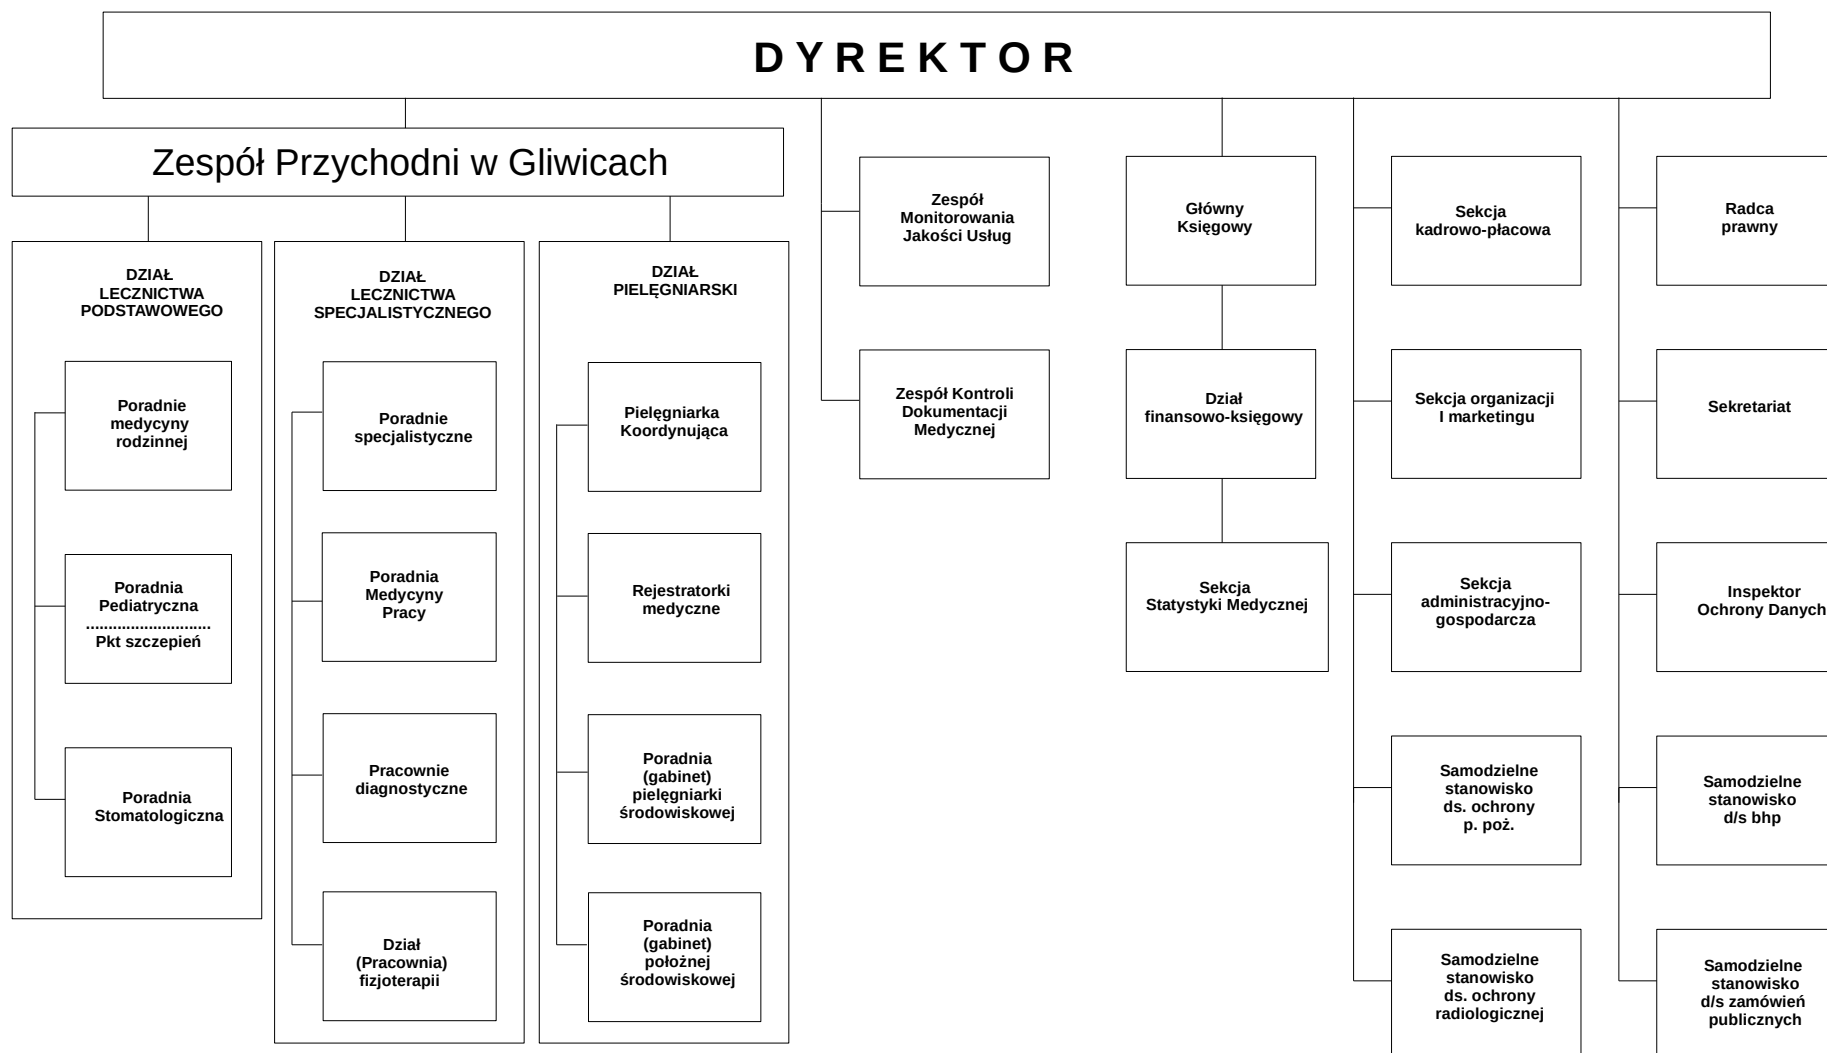 D Y R E K T O R
Zespół Przychodni w Gliwicach
DZIAŁ
LECZNICTWA
PODSTAWOWEGO
Poradnie
medycyny
rodzinnej
Poradnia
Pediatryczna
............................
Pkt szczepień
Poradnia
Stomatologiczna
DZIAŁ
LECZNICTWA
SPECJALISTYCZNEGO
Poradnie
specjalistyczne
Poradnia
Medycyny
Pracy
Pracownie
diagnostyczne
Dział
(Pracownia)
fizjoterapii
DZIAŁ
PIELĘGNIARSKI
Pielęgniarka
Koordynująca
Rejestratorki
medyczne
Poradnia
(gabinet)
pielęgniarki
środowiskowej
Poradnia
(gabinet)
położnej
środowiskowej
Zespół
Monitorowania
Jakości Usług
Zespół Kontroli
Dokumentacji
Medycznej
Główny
Księgowy
Dział
finansowo-księgowy
Sekcja
Statystyki Medycznej
Sekcja
kadrowo-płacowa
Sekcja organizacji
I marketingu
Sekcja
administracyjno-
gospodarcza
Samodzielne
stanowisko
ds. ochrony
p. poż.
Samodzielne
stanowisko
ds. ochrony
radiologicznej
Radca
prawny
Sekretariat
Inspektor
Ochrony Danych
Samodzielne
stanowisko
d/s bhp
Samodzielne
stanowisko
d/s zamówień
publicznych